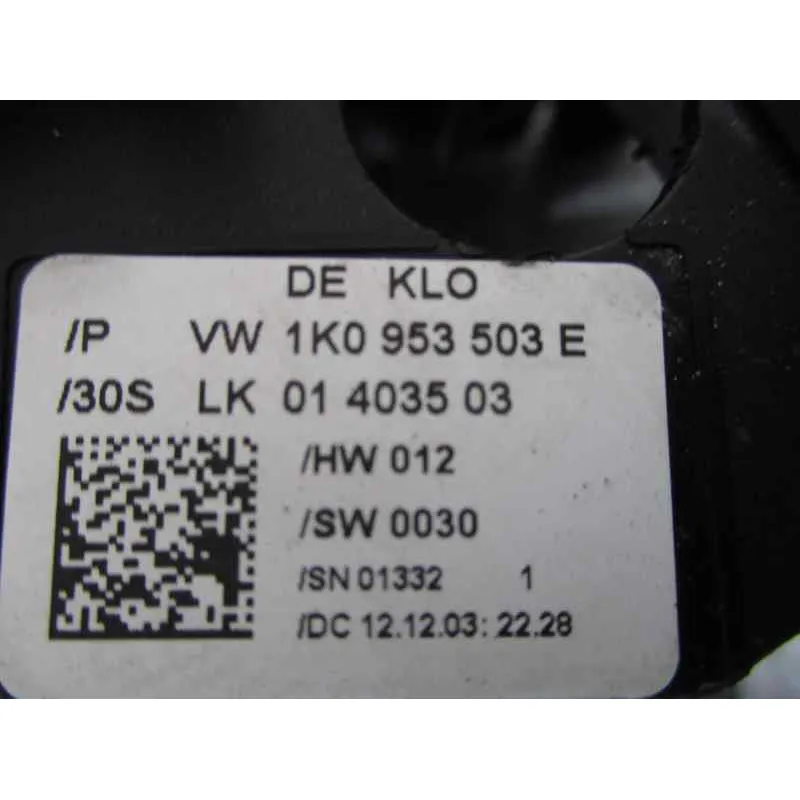 DE KLO
/P VW 1K0 953 503 E
/30S LK 01 4035 03
/HW 012
/SW 0030
/SN 01332 1
/DC 12.12.03: 22.28